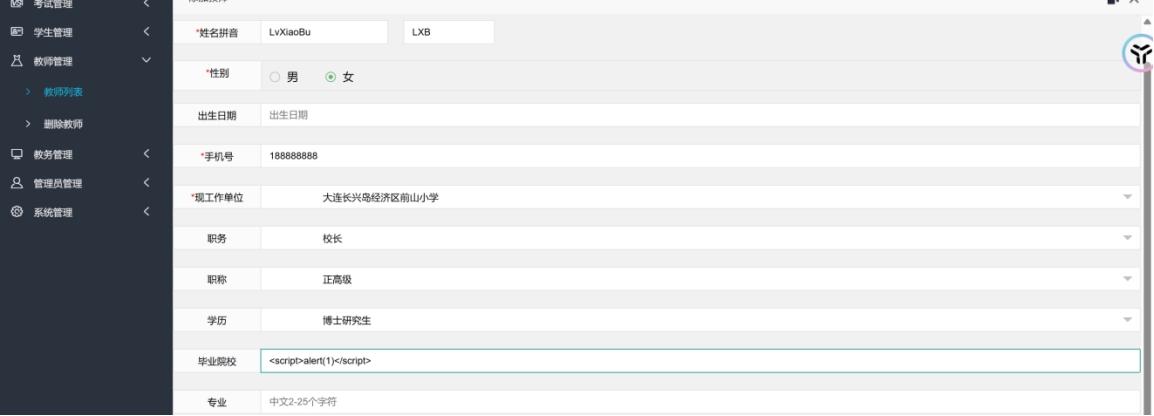 考试管理
学生管理
教师管理
教师列表
删除教师
教务管理
管理员管理
系统管理
*姓名拼音 LvXiaoBu LXB
*性别 男 女
出生日期 出生日期
*手机号 188888888
*现工作单位 大连长兴岛经济区前山小学
职务 校长
职称 正高级
学历 博士研究生
毕业院校 <script>alert(1)</script>
专业 中文2-25个字符